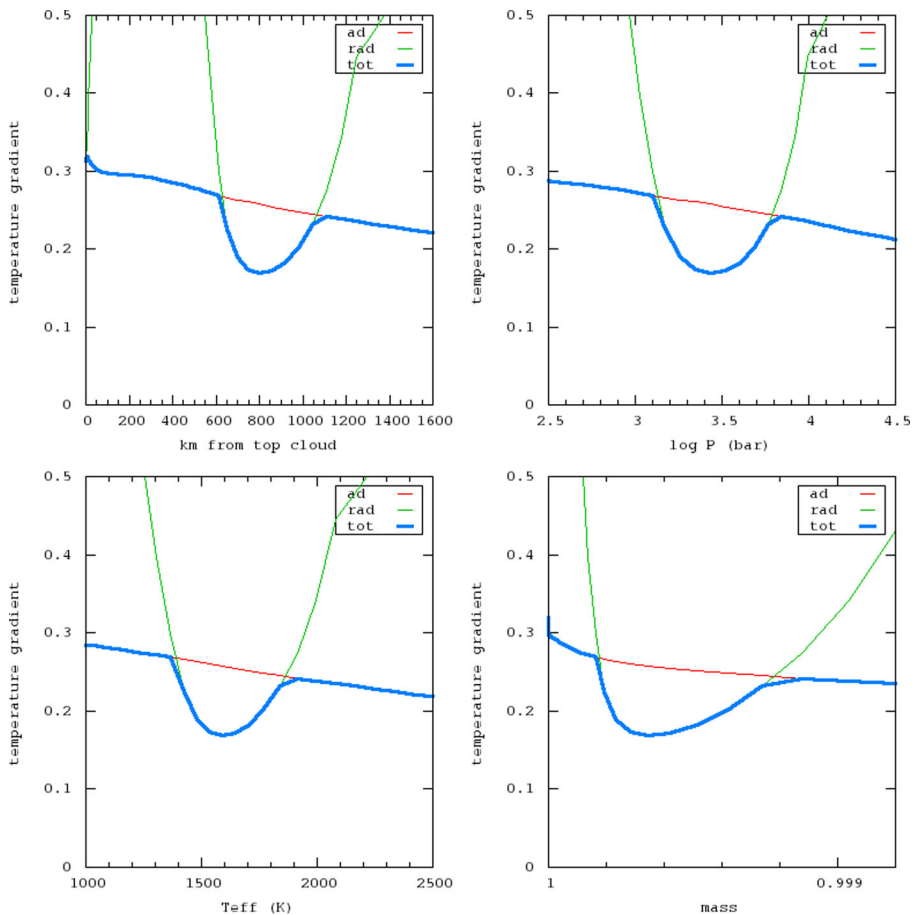 0.5
0.4
0.3
0.2
0.1
0
temperature gradient
ad
rad
tot
0 200 400 600 800 1000 1200 1400 1600
km from top cloud
0.5
0.4
0.3
0.2
0.1
0
temperature gradient
ad
rad
tot
2.5 3 3.5 4 4.5
log P (bar)
0.5
0.4
0.3
0.2
0.1
0
temperature gradient
ad
rad
tot
1000 1500 2000 2500
Teff (K)
0.5
0.4
0.3
0.2
0.1
0
temperature gradient
ad
rad
tot
1 0.999
mass